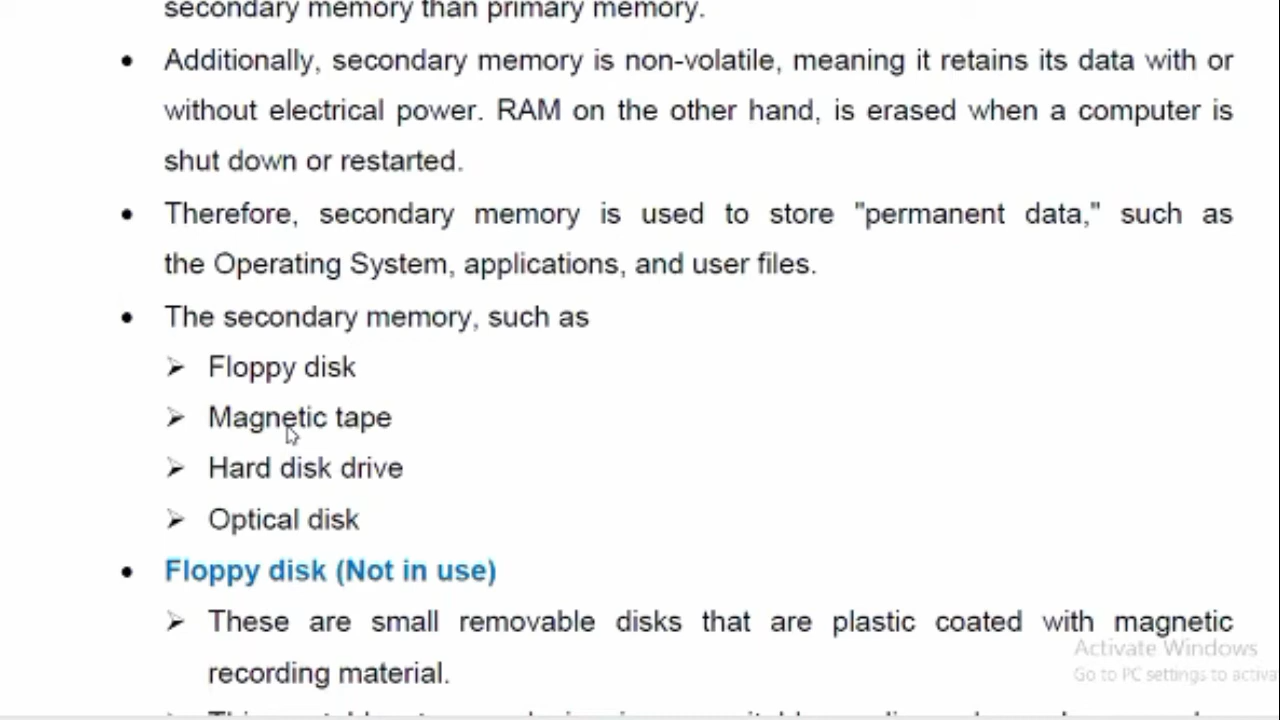 secondary memory than primary memory.
• Additionally, secondary memory is non-volatile, meaning it retains its data with or
without electrical power. RAM on the other hand, is erased when a computer is
shut down or restarted.
• Therefore, secondary memory is used to store "permanent data," such as
the Operating System, applications, and user files.
• The secondary memory, such as
➢ Floppy disk
➢ Magnetic tape
➢ Hard disk drive
➢ Optical disk
• Floppy disk (Not in use)
➢ These are small removable disks that are plastic coated with magnetic
recording material.
Activate Windows
Go to PC settings to activa